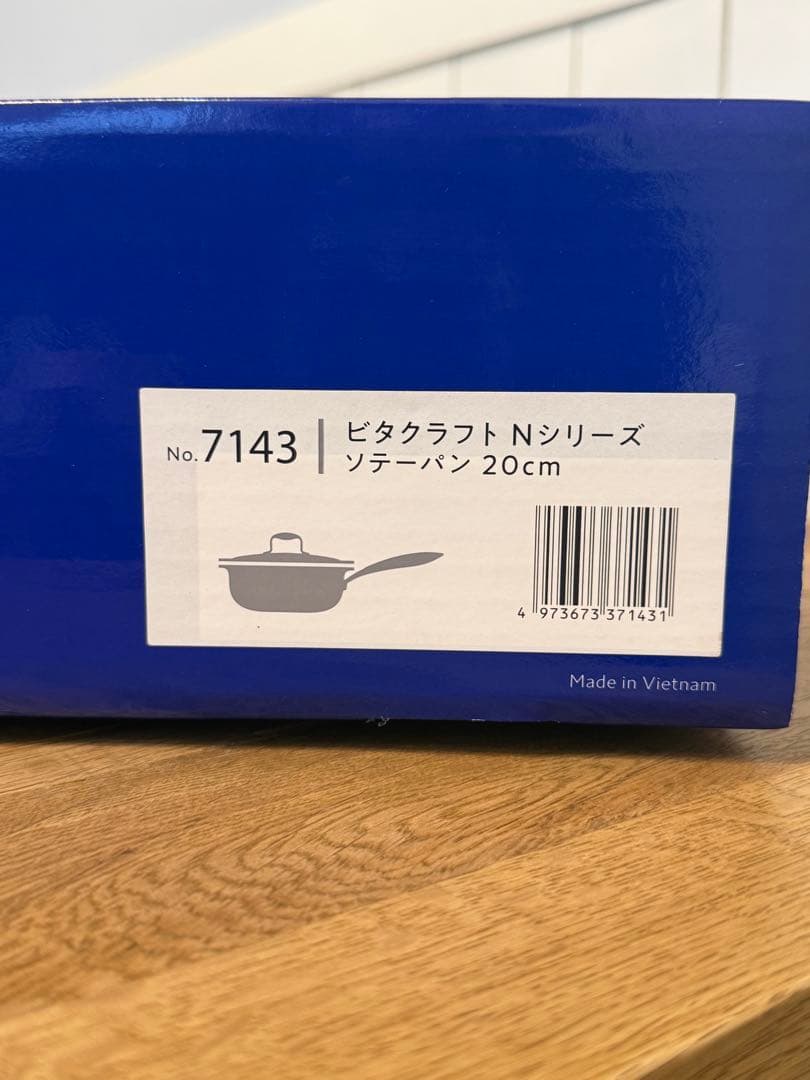 No. 7143
ビタクラフト Nシリーズ
ソテーパン 20cm
4 973673 371431
Made in Vietnam